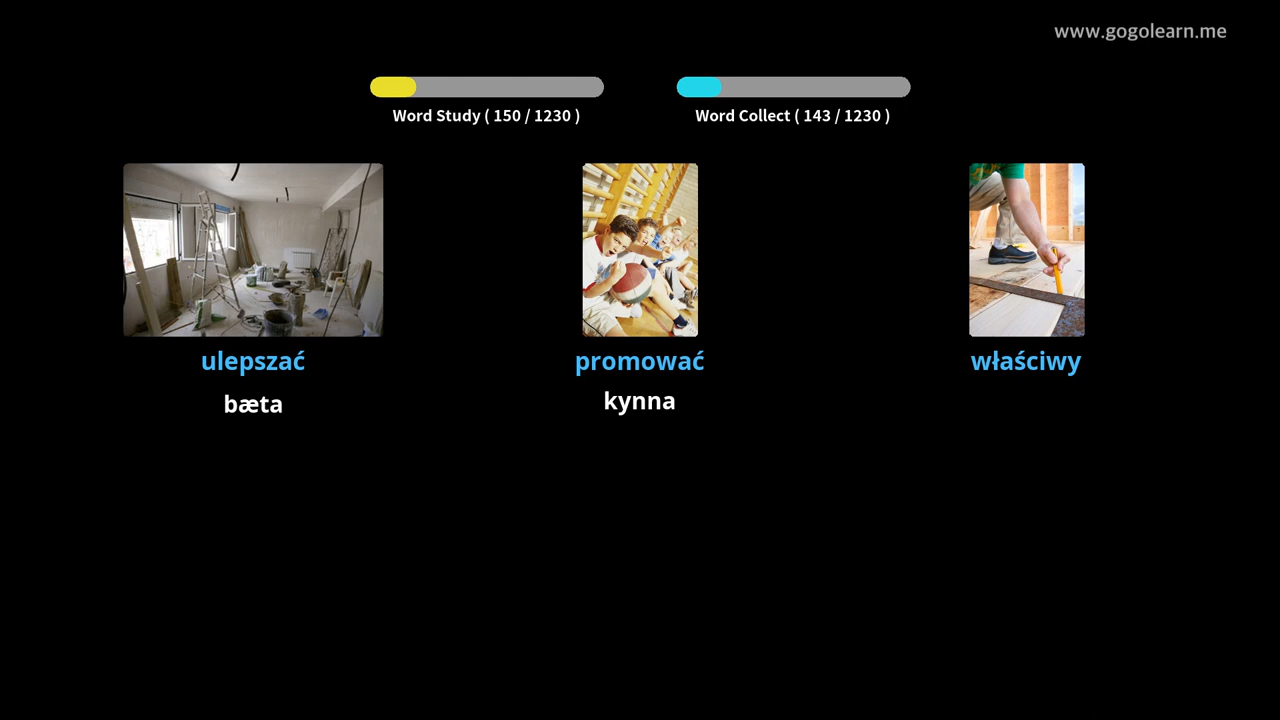 www.gogolearn.me
Word Study ( 150 / 1230 )
Word Collect ( 143 / 1230 )
ulepszać
promować
właściwy
bæta
kynna